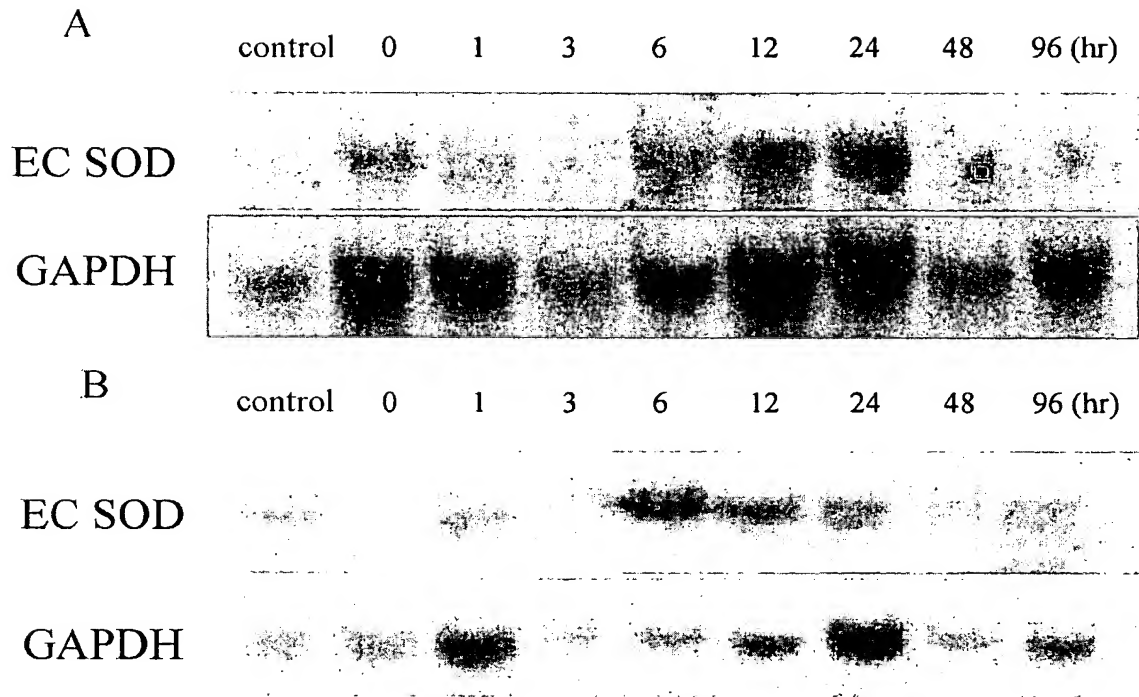 A
control 0 1 3 6 12 24 48 96 (hr)
EC SOD
GAPDH
B
control 0 1 3 6 12 24 48 96 (hr)
EC SOD
GAPDH